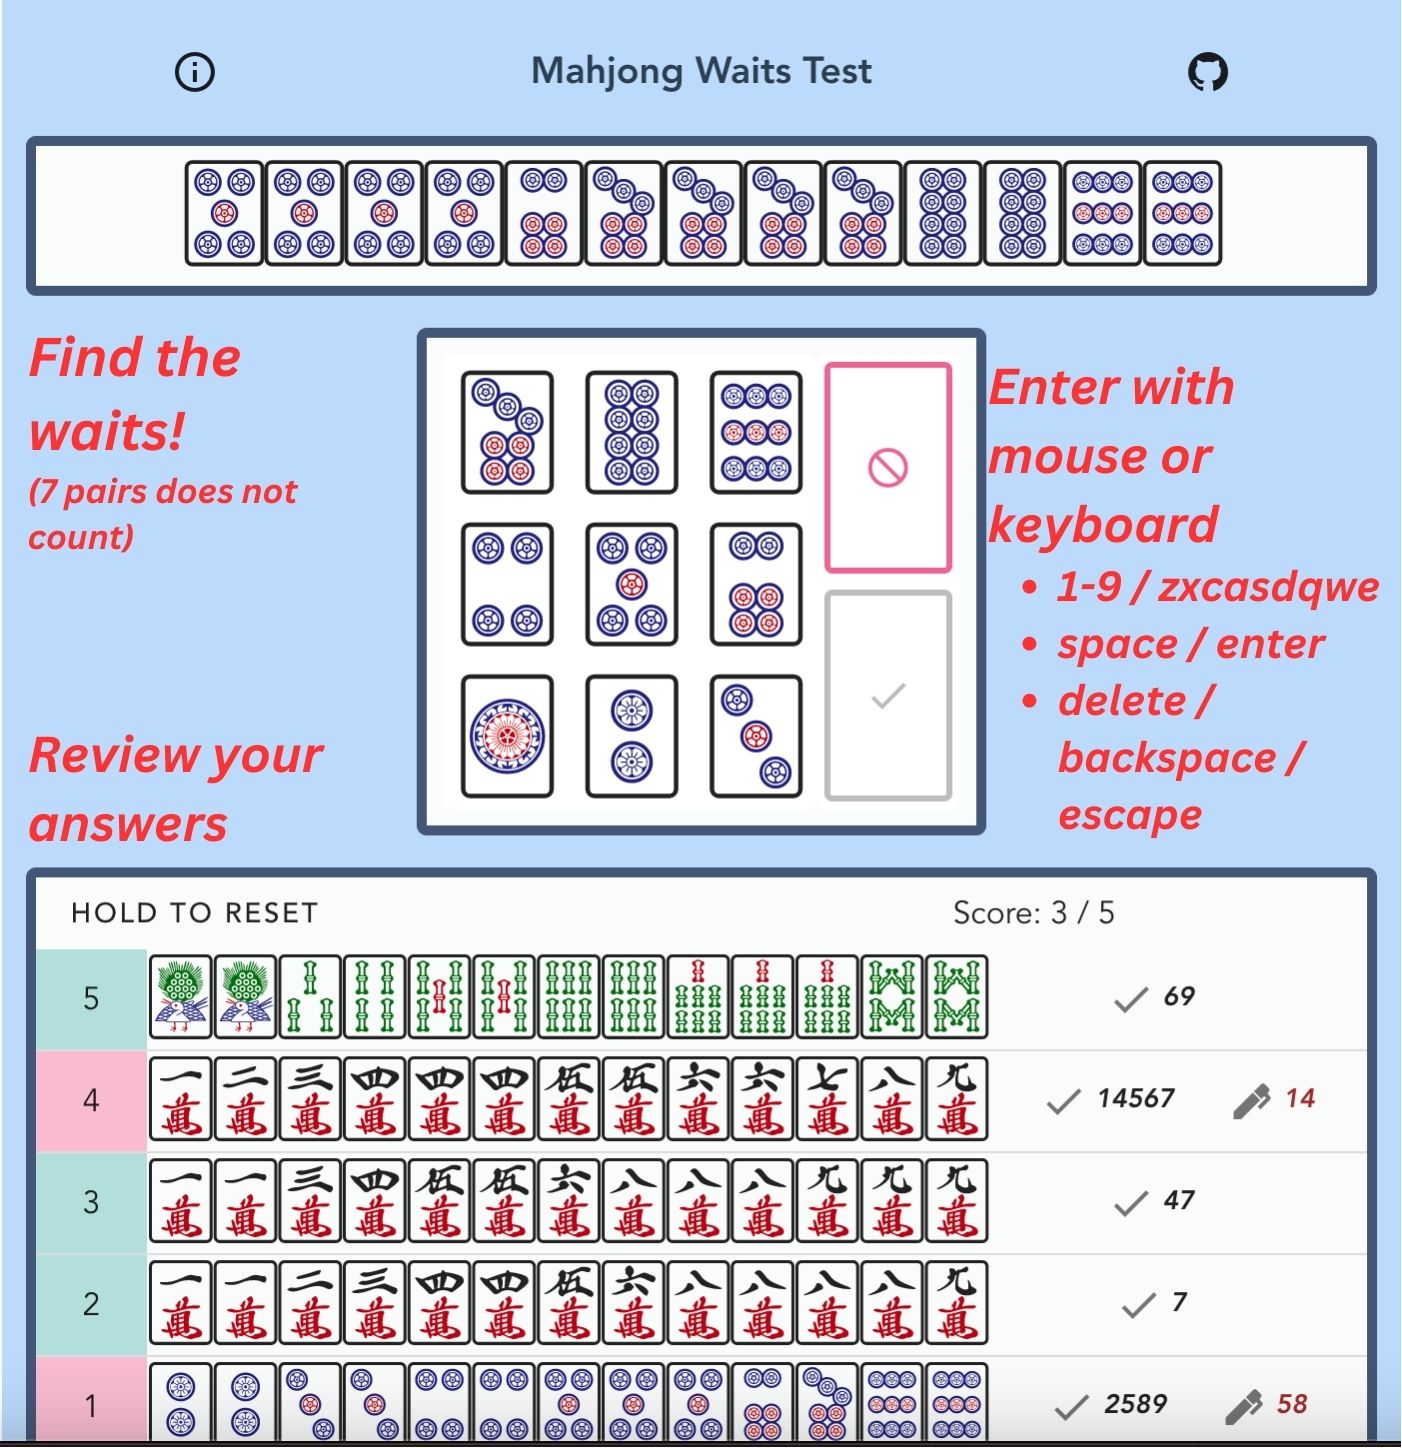 Mahjong Waits Test
Find the
waits!
(7 pairs does not
count)
Enter with
mouse or
keyboard
• 1-9 / zxcasdqwe
• space / enter
• delete /
backspace /
escape
Review your
answers
HOLD TO RESET
Score: 3 / 5
5
69
4
一 二 三 四 四 四 伍 伍 六 六 七 八 九
萬 萬 萬 萬 萬 萬 萬 萬 萬 萬 萬 萬 萬
14567
14
3
一 一 三 四 伍 伍 六 八 八 八 九 九 九
萬 萬 萬 萬 萬 萬 萬 萬 萬 萬 萬 萬 萬
47
2
一 一 二 三 四 四 伍 六 八 八 八 八 九
萬 萬 萬 萬 萬 萬 萬 萬 萬 萬 萬 萬 萬
7
1
2589
58